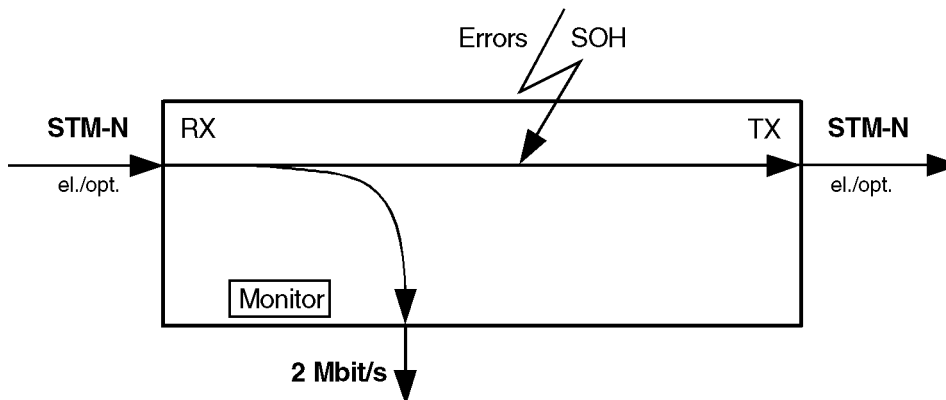 Errors SOH
STM-N
RX
TX
STM-N
el./opt.
el./opt.
Monitor
2 Mbit/s